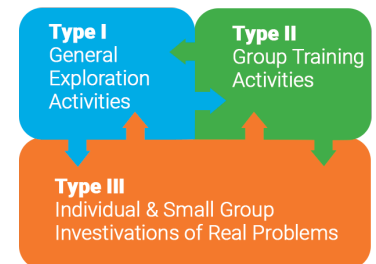 Type I
General
Exploration
Activities
Type II
Group Training
Activities
Type III
Individual & Small Group
Investivations of Real Problems